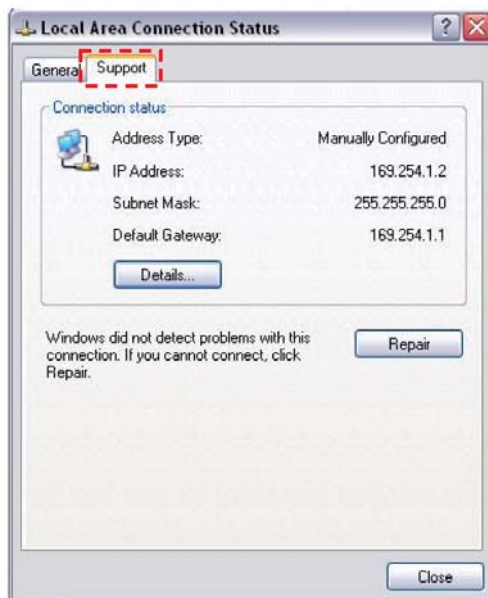 Local Area Connection Status
General
Support
Connection status
Address Type: Manually Configured
IP Address: 169.254.1.2
Subnet Mask: 255.255.255.0
Default Gateway: 169.254.1.1
Details...
Windows did not detect problems with this
connection. If you cannot connect, click
Repair.
Repair
Close